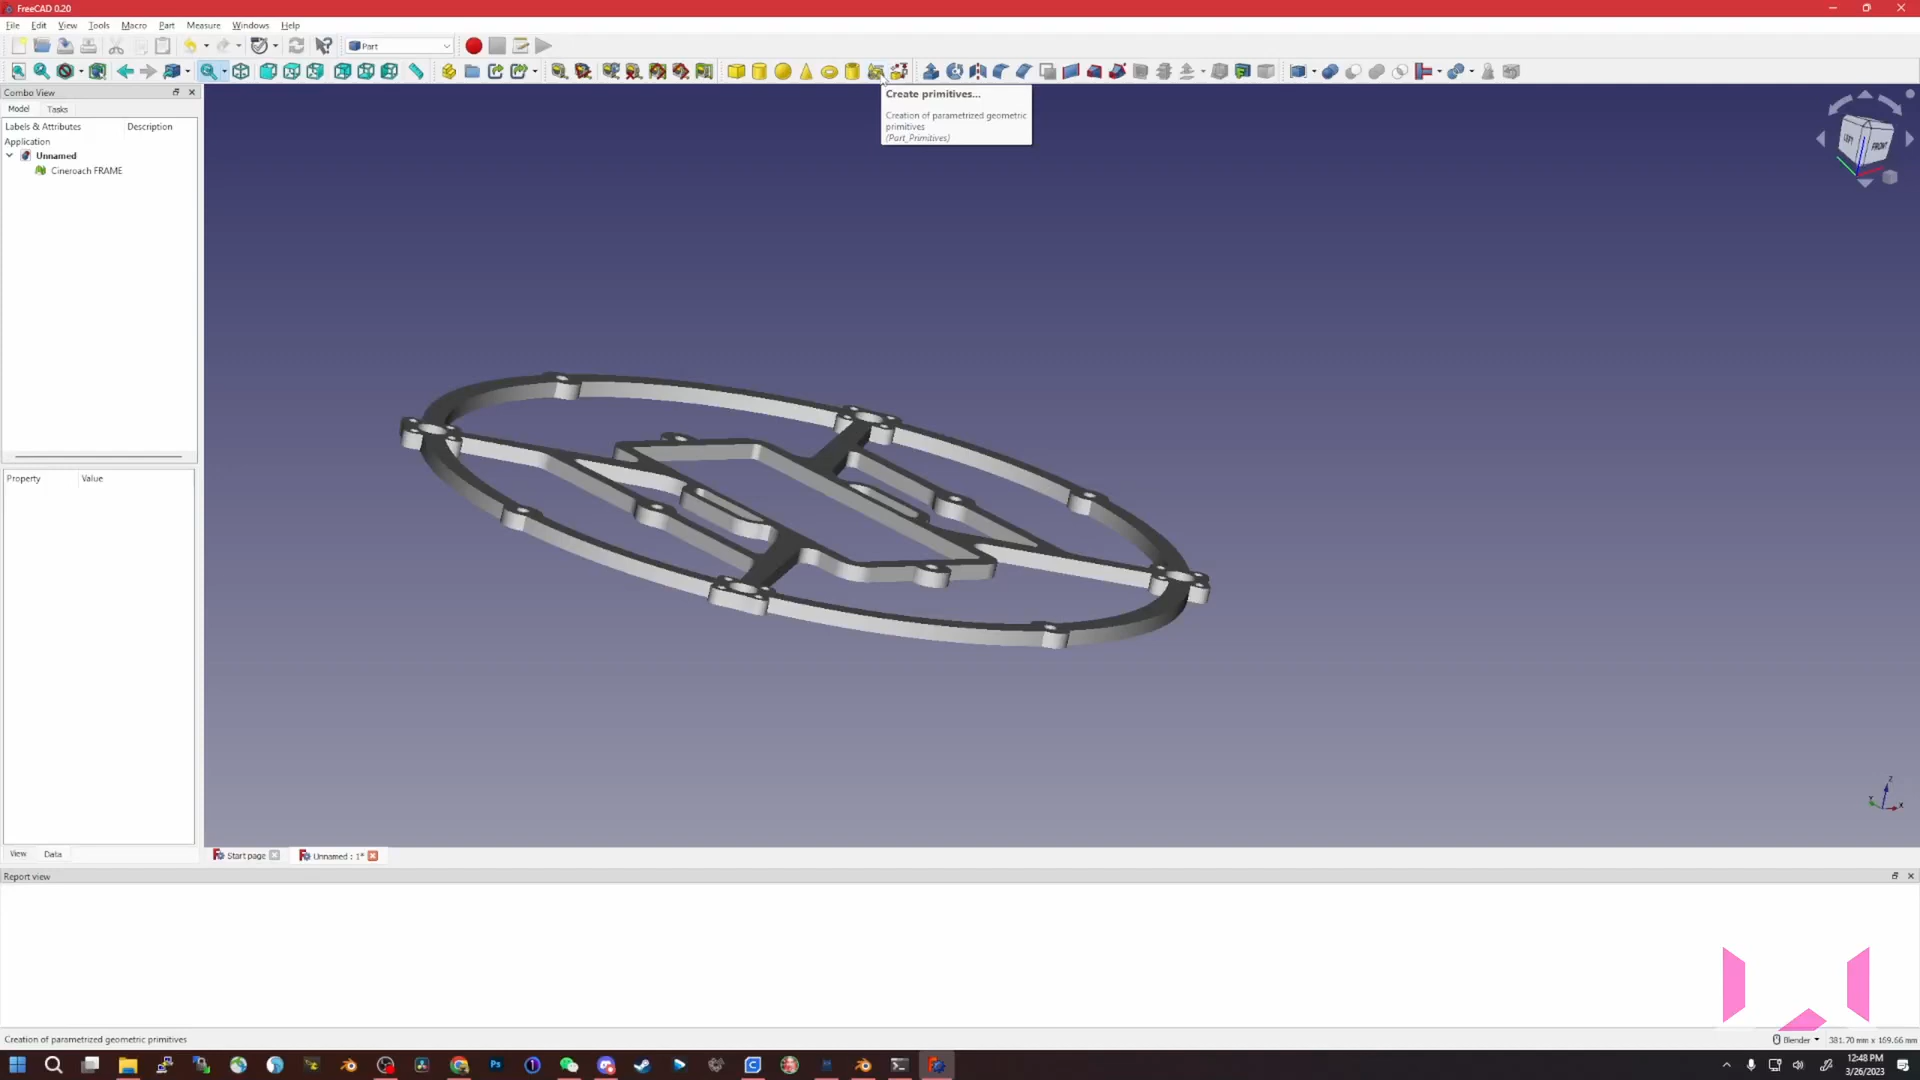 FreeCAD 0.20
File Edit View Tools Macro Part Measure Windows Help
Part
Combo View
Model Tasks
Create primitives...
Creation of parametrized geometric
primitives
(Part_Primitives)
Labels & Attributes Description
Application
Unnamed
Cineroach FRAME
FRONT
Property Value
Z
X
View Data
Start page Unnamed : 1*
Report view
Creation of parametrized geometric primitives
Blender 381.70 mm x 169.66 mm
Ps
12:48 PM
3/26/2023